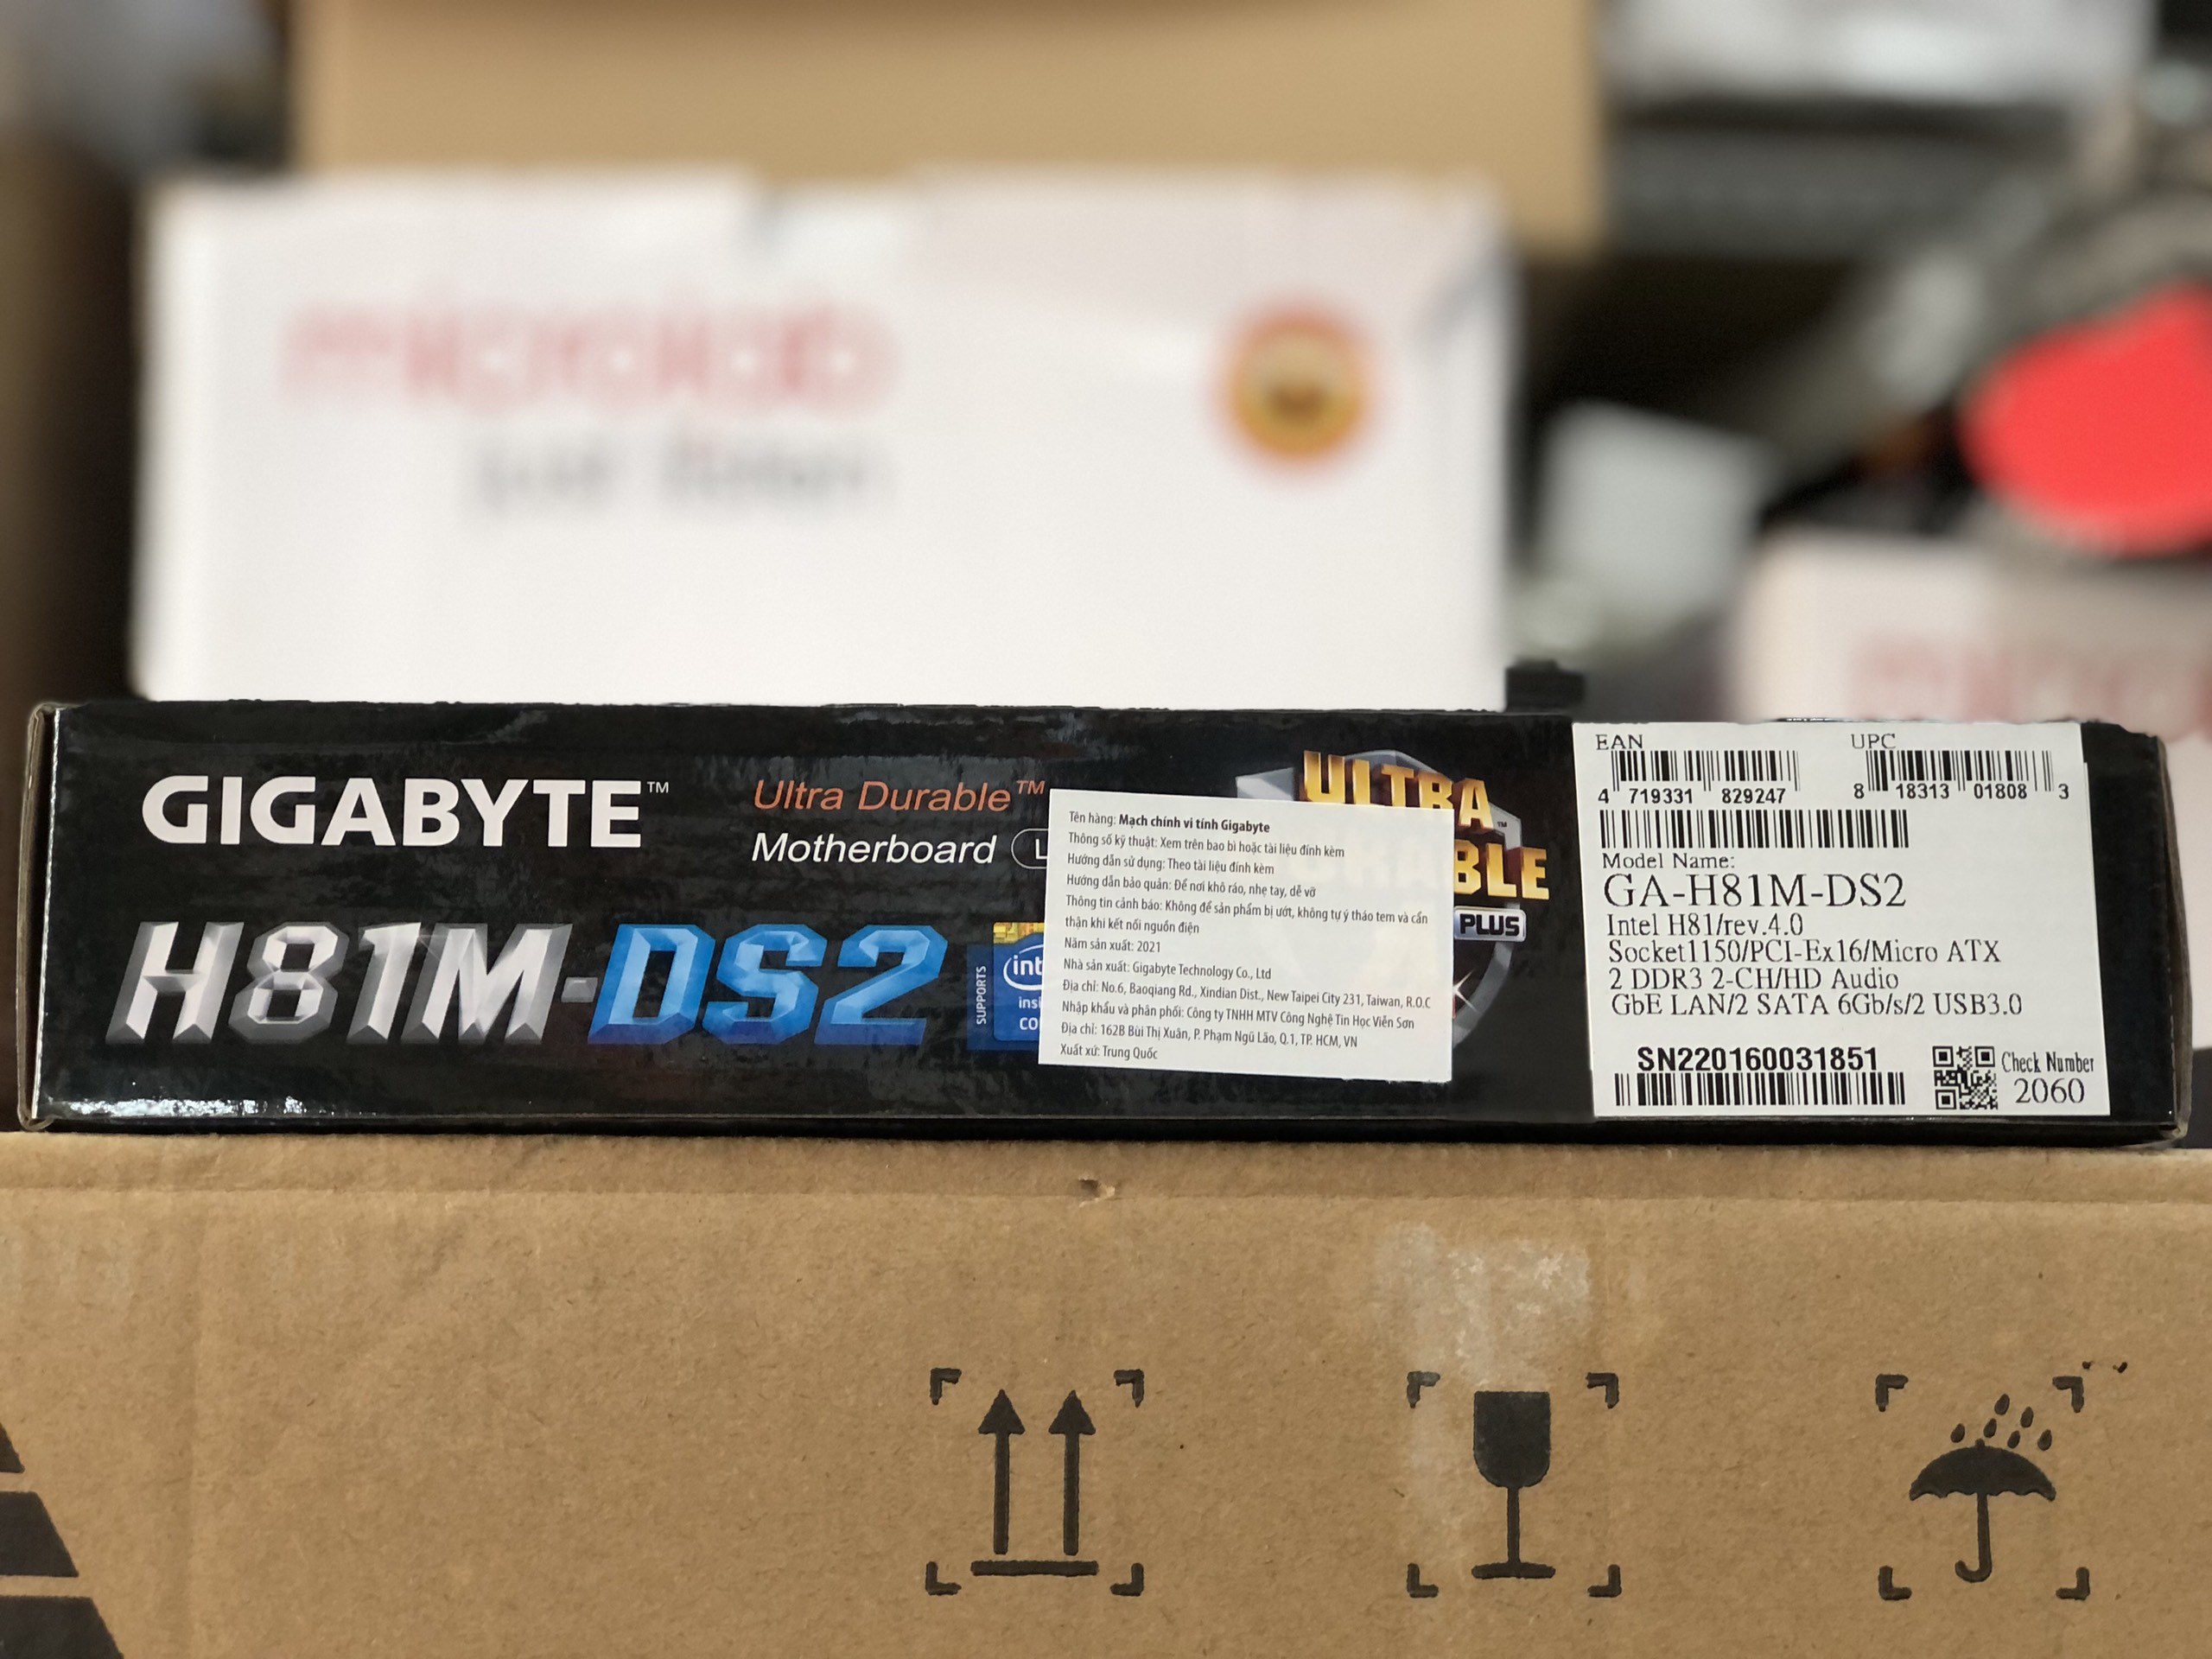 microlab
just listen
GIGABYTE™
Ultra Durable™
Motherboard
H81M-DS2
SUPPORTS
ULTRA
PLUS
Tên hàng: Mạch chính vi tính Gigabyte
Thông số kỹ thuật: Xem trên bao bì hoặc tài liệu đính kèm
Hướng dẫn sử dụng: Theo tài liệu đính kèm
Hướng dẫn bảo quản: Để nơi khô ráo, nhẹ tay, dễ vỡ
Thông tin cảnh báo: Không để sản phẩm bị ướt, không tự ý tháo tem và cẩn
thận khi kết nối nguồn điện
Năm sản xuất: 2021
Nhà sản xuất: Gigabyte Technology Co., Ltd
Địa chỉ: No.6, Baoqiang Rd., Xindian Dist., New Taipei City 231, Taiwan, R.O.C
Nhập khẩu và phân phối: Công ty TNHH MTV Công Nghệ Tin Học Viễn Sơn
Địa chỉ: 162B Bùi Thị Xuân, P. Phạm Ngũ Lão, Q.1, TP. HCM, VN
Xuất xứ: Trung Quốc
EAN UPC
4 719331 829247 8 18313 01808 3
Model Name:
GA-H81M-DS2
Intel H81/rev.4.0
Socket1150/PCI-Ex16/Micro ATX
2 DDR3 2-CH/HD Audio
GbE LAN/2 SATA 6Gb/s/2 USB3.0
SN220160031851
Check Number
2060